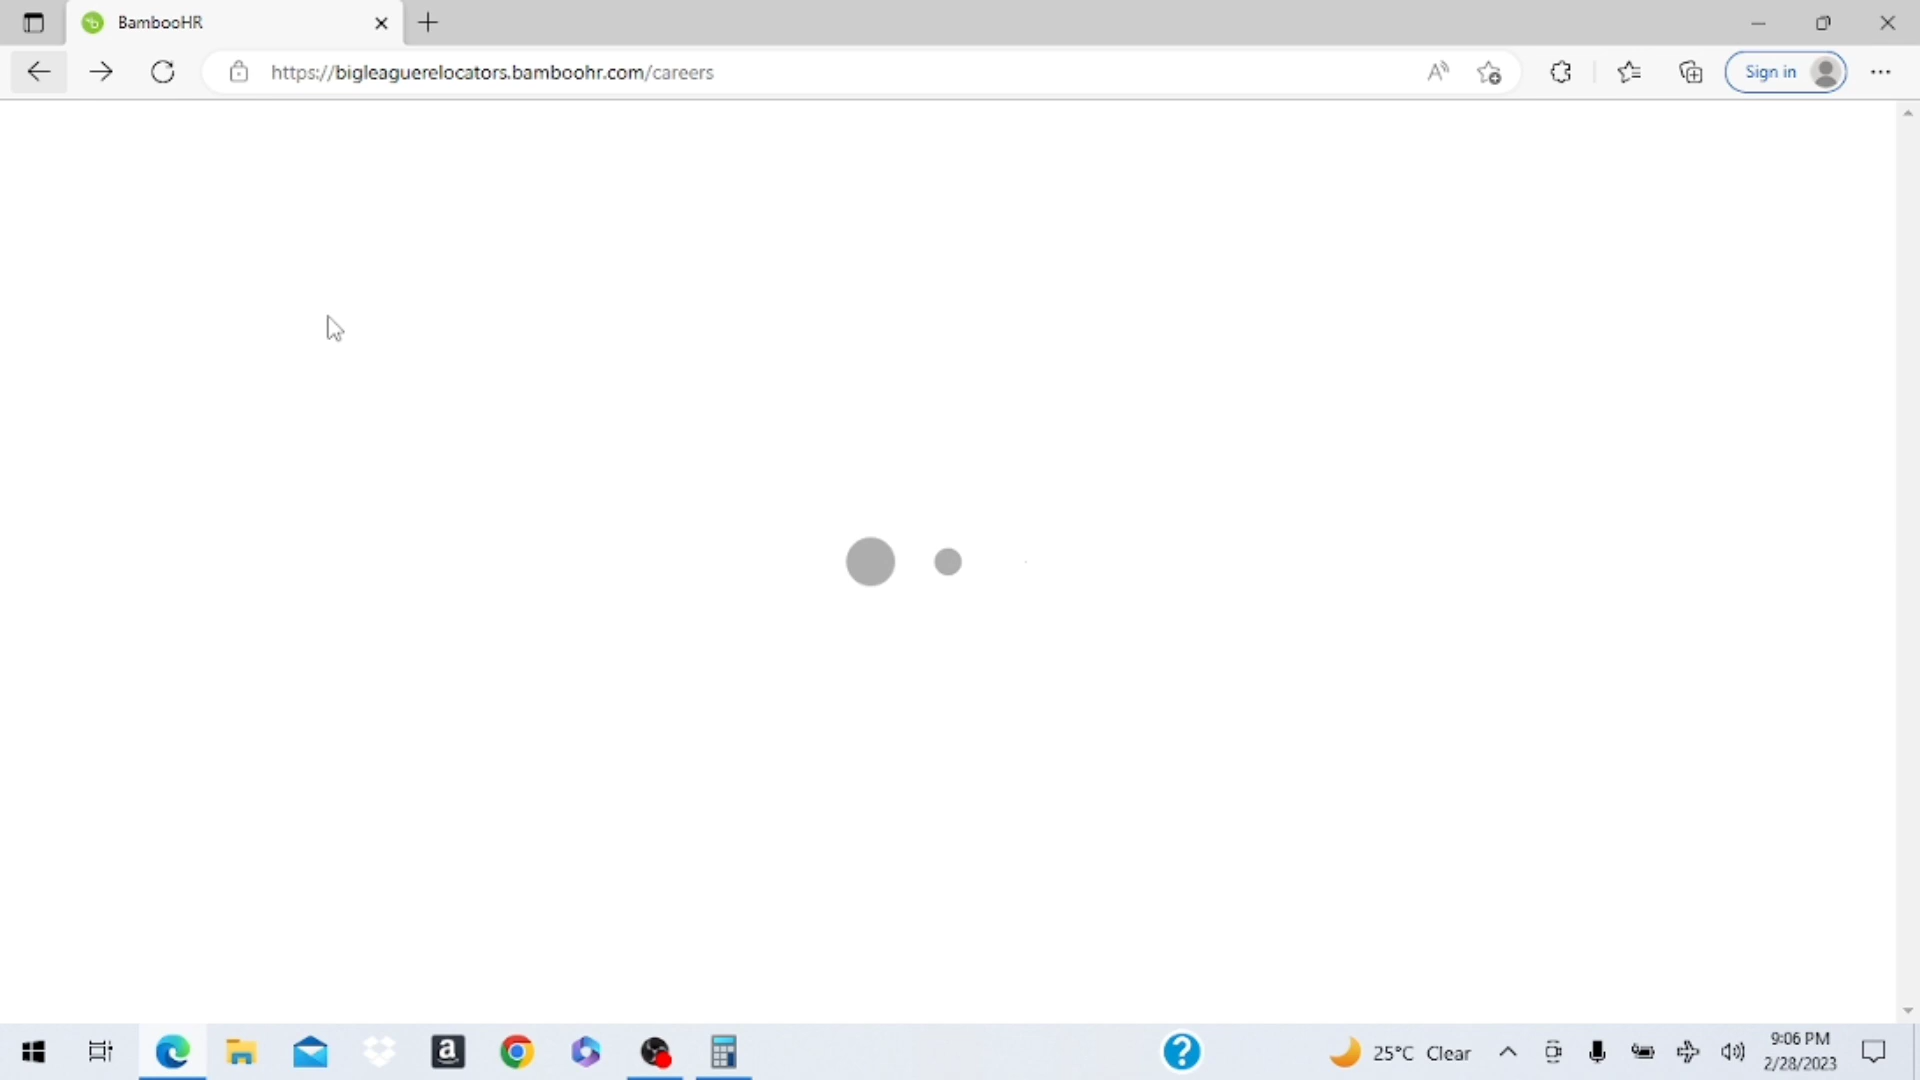 BambooHR
https://bigleaguerelocators.bamboohr.com/careers
Sign in
25°C Clear
9:06 PM
2/28/2023